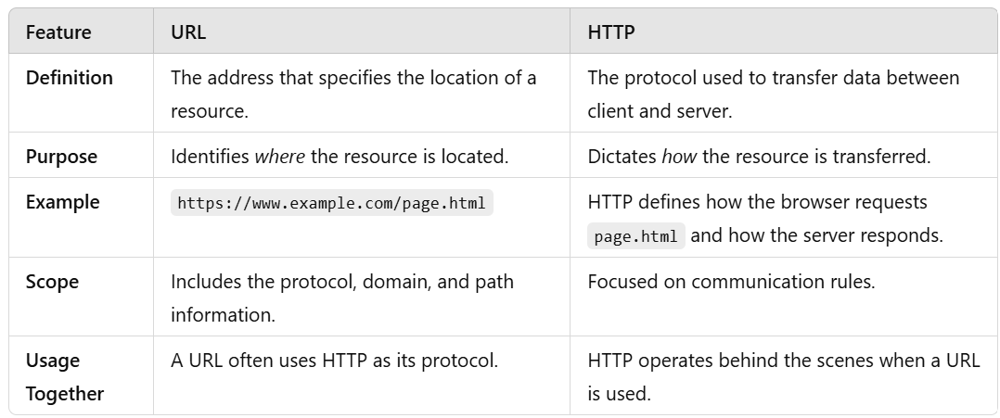 Feature URL HTTP
Definition The address that specifies the location of a The protocol used to transfer data between
resource. client and server.
Purpose Identifies where the resource is located. Dictates how the resource is transferred.
Example https://www.example.com/page.html HTTP defines how the browser requests
page.html and how the server responds.
Scope Includes the protocol, domain, and path Focused on communication rules.
information.
Usage A URL often uses HTTP as its protocol. HTTP operates behind the scenes when a URL
Together is used.